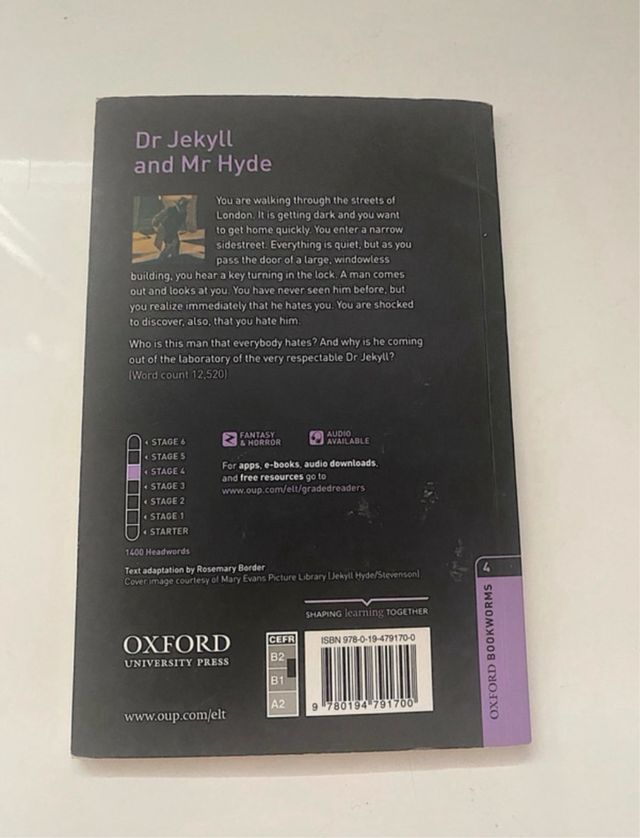 Dr Jekyll
and Mr Hyde
You are walking through the streets of
London. It is getting dark and you want
to get home quickly. You enter a narrow
sidestreet. Everything is quiet, but as you
pass the door of a large, windowless
building, you hear a key turning in the lock. A man comes
out and looks at you. You have never seen him before, but
you realize immediately that he hates you. You are shocked
to discover, also, that you hate him.
Who is this man that everybody hates? And why is he coming
out of the laboratory of the very respectable Dr Jekyll?
(Word count 12,520)
STAGE 6
STAGE 5
STAGE 4
STAGE 3
STAGE 2
STAGE 1
STARTER
1400 Headwords
FANTASY
& HORROR
AUDIO
AVAILABLE
For apps, e-books, audio downloads,
and free resources go to
www.oup.com/elt/gradedreaders
Text adaptation by Rosemary Border
Cover image courtesy of Mary Evans Picture Library (Jekyll Hyde/Stevenson)
SHAPING learning TOGETHER
OXFORD
UNIVERSITY PRESS
www.oup.com/elt
CEFR
B2
B1
A2
ISBN 978-0-19-479170-0
9 780194 791700
4
OXFORD BOOKWORMS